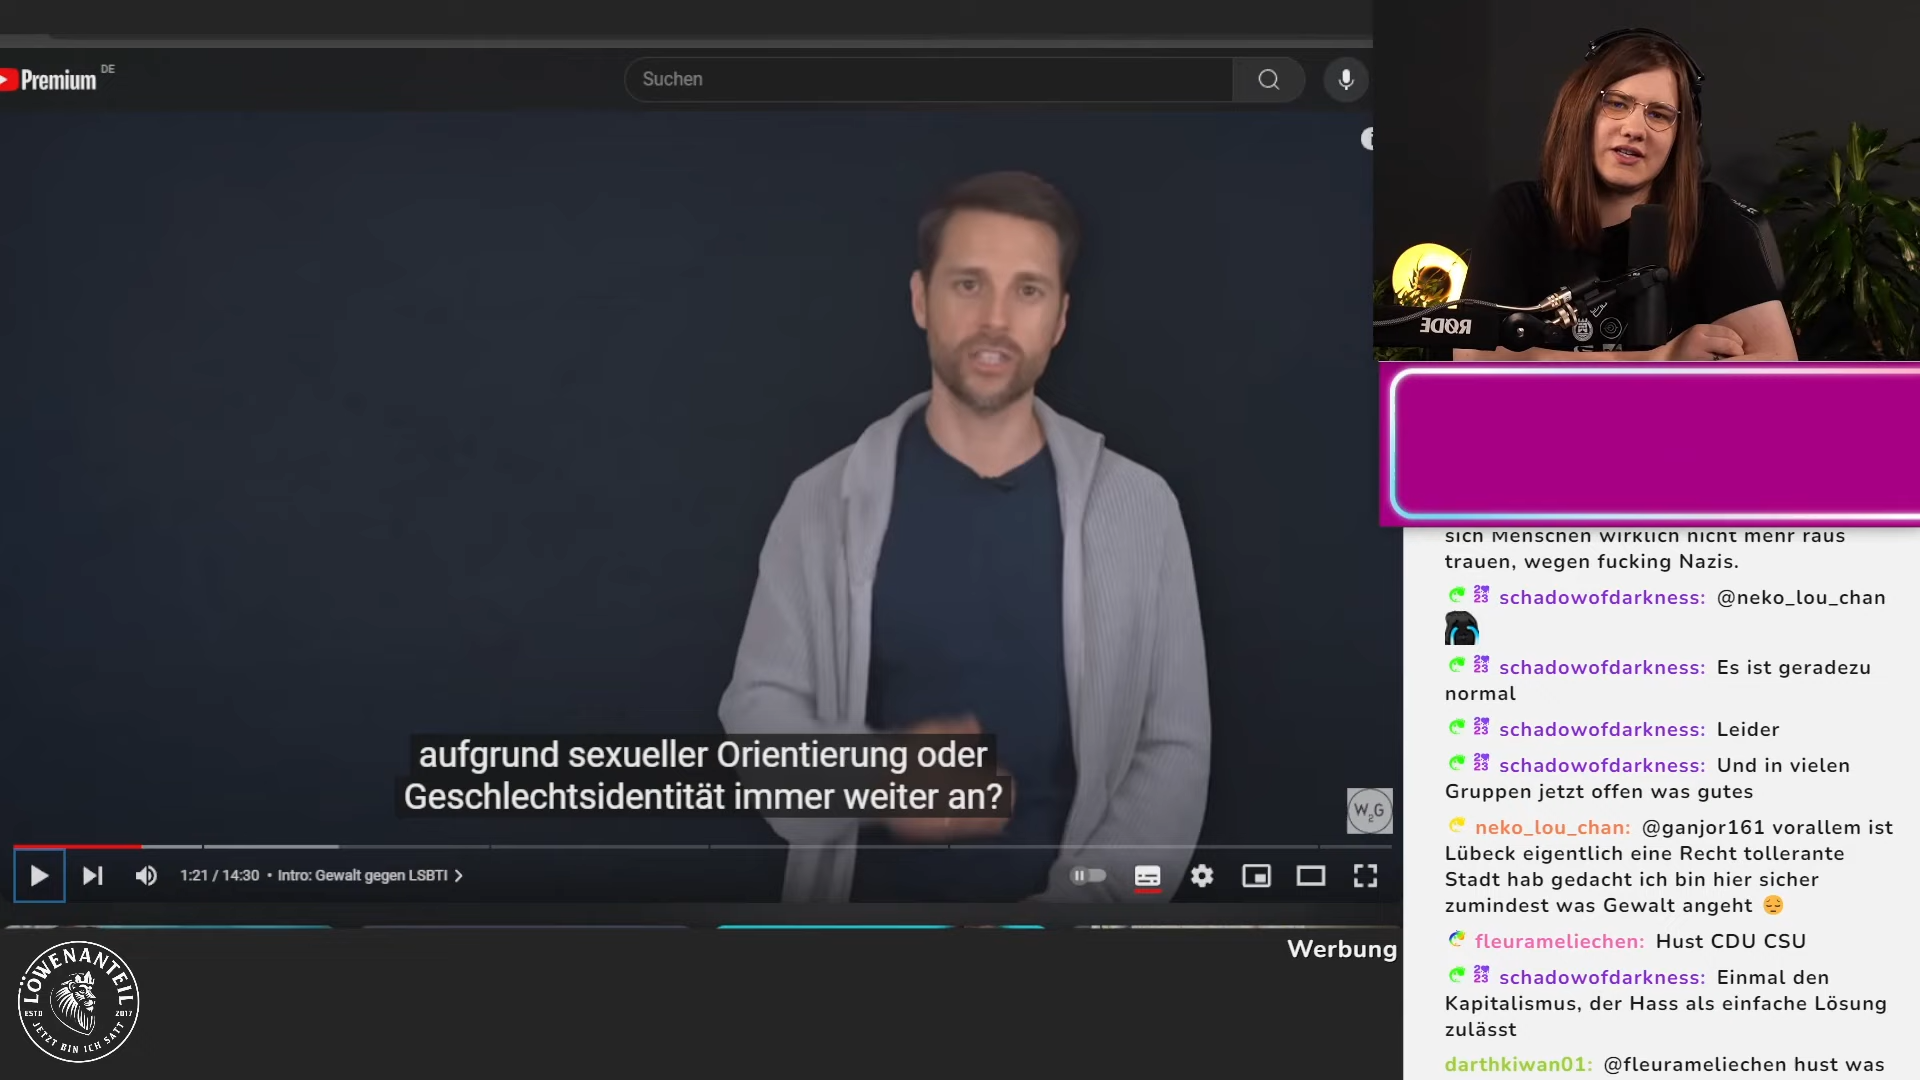 Premium DE
Suchen
RØDE
aufgrund sexueller Orientierung oder
Geschlechtsidentität immer weiter an?
W2G
1:21 / 14:30 • Intro: Gewalt gegen LSBTI
LÖWENANTEIL
ESTD 2017
JETZT BIN ICH SATT
Werbung
sich Menschen wirklich nicht mehr raus
trauen, wegen fucking Nazis.
schadowofdarkness: @neko_lou_chan
schadowofdarkness: Es ist geradezu
normal
schadowofdarkness: Leider
schadowofdarkness: Und in vielen
Gruppen jetzt offen was gutes
neko_lou_chan: @ganjor161 vorallem ist
Lübeck eigentlich eine Recht tollerante
Stadt hab gedacht ich bin hier sicher
zumindest was Gewalt angeht 😔
fleurameliechen: Hust CDU CSU
schadowofdarkness: Einmal den
Kapitalismus, der Hass als einfache Lösung
zulässt
darthkiwan01: @fleurameliechen hust was